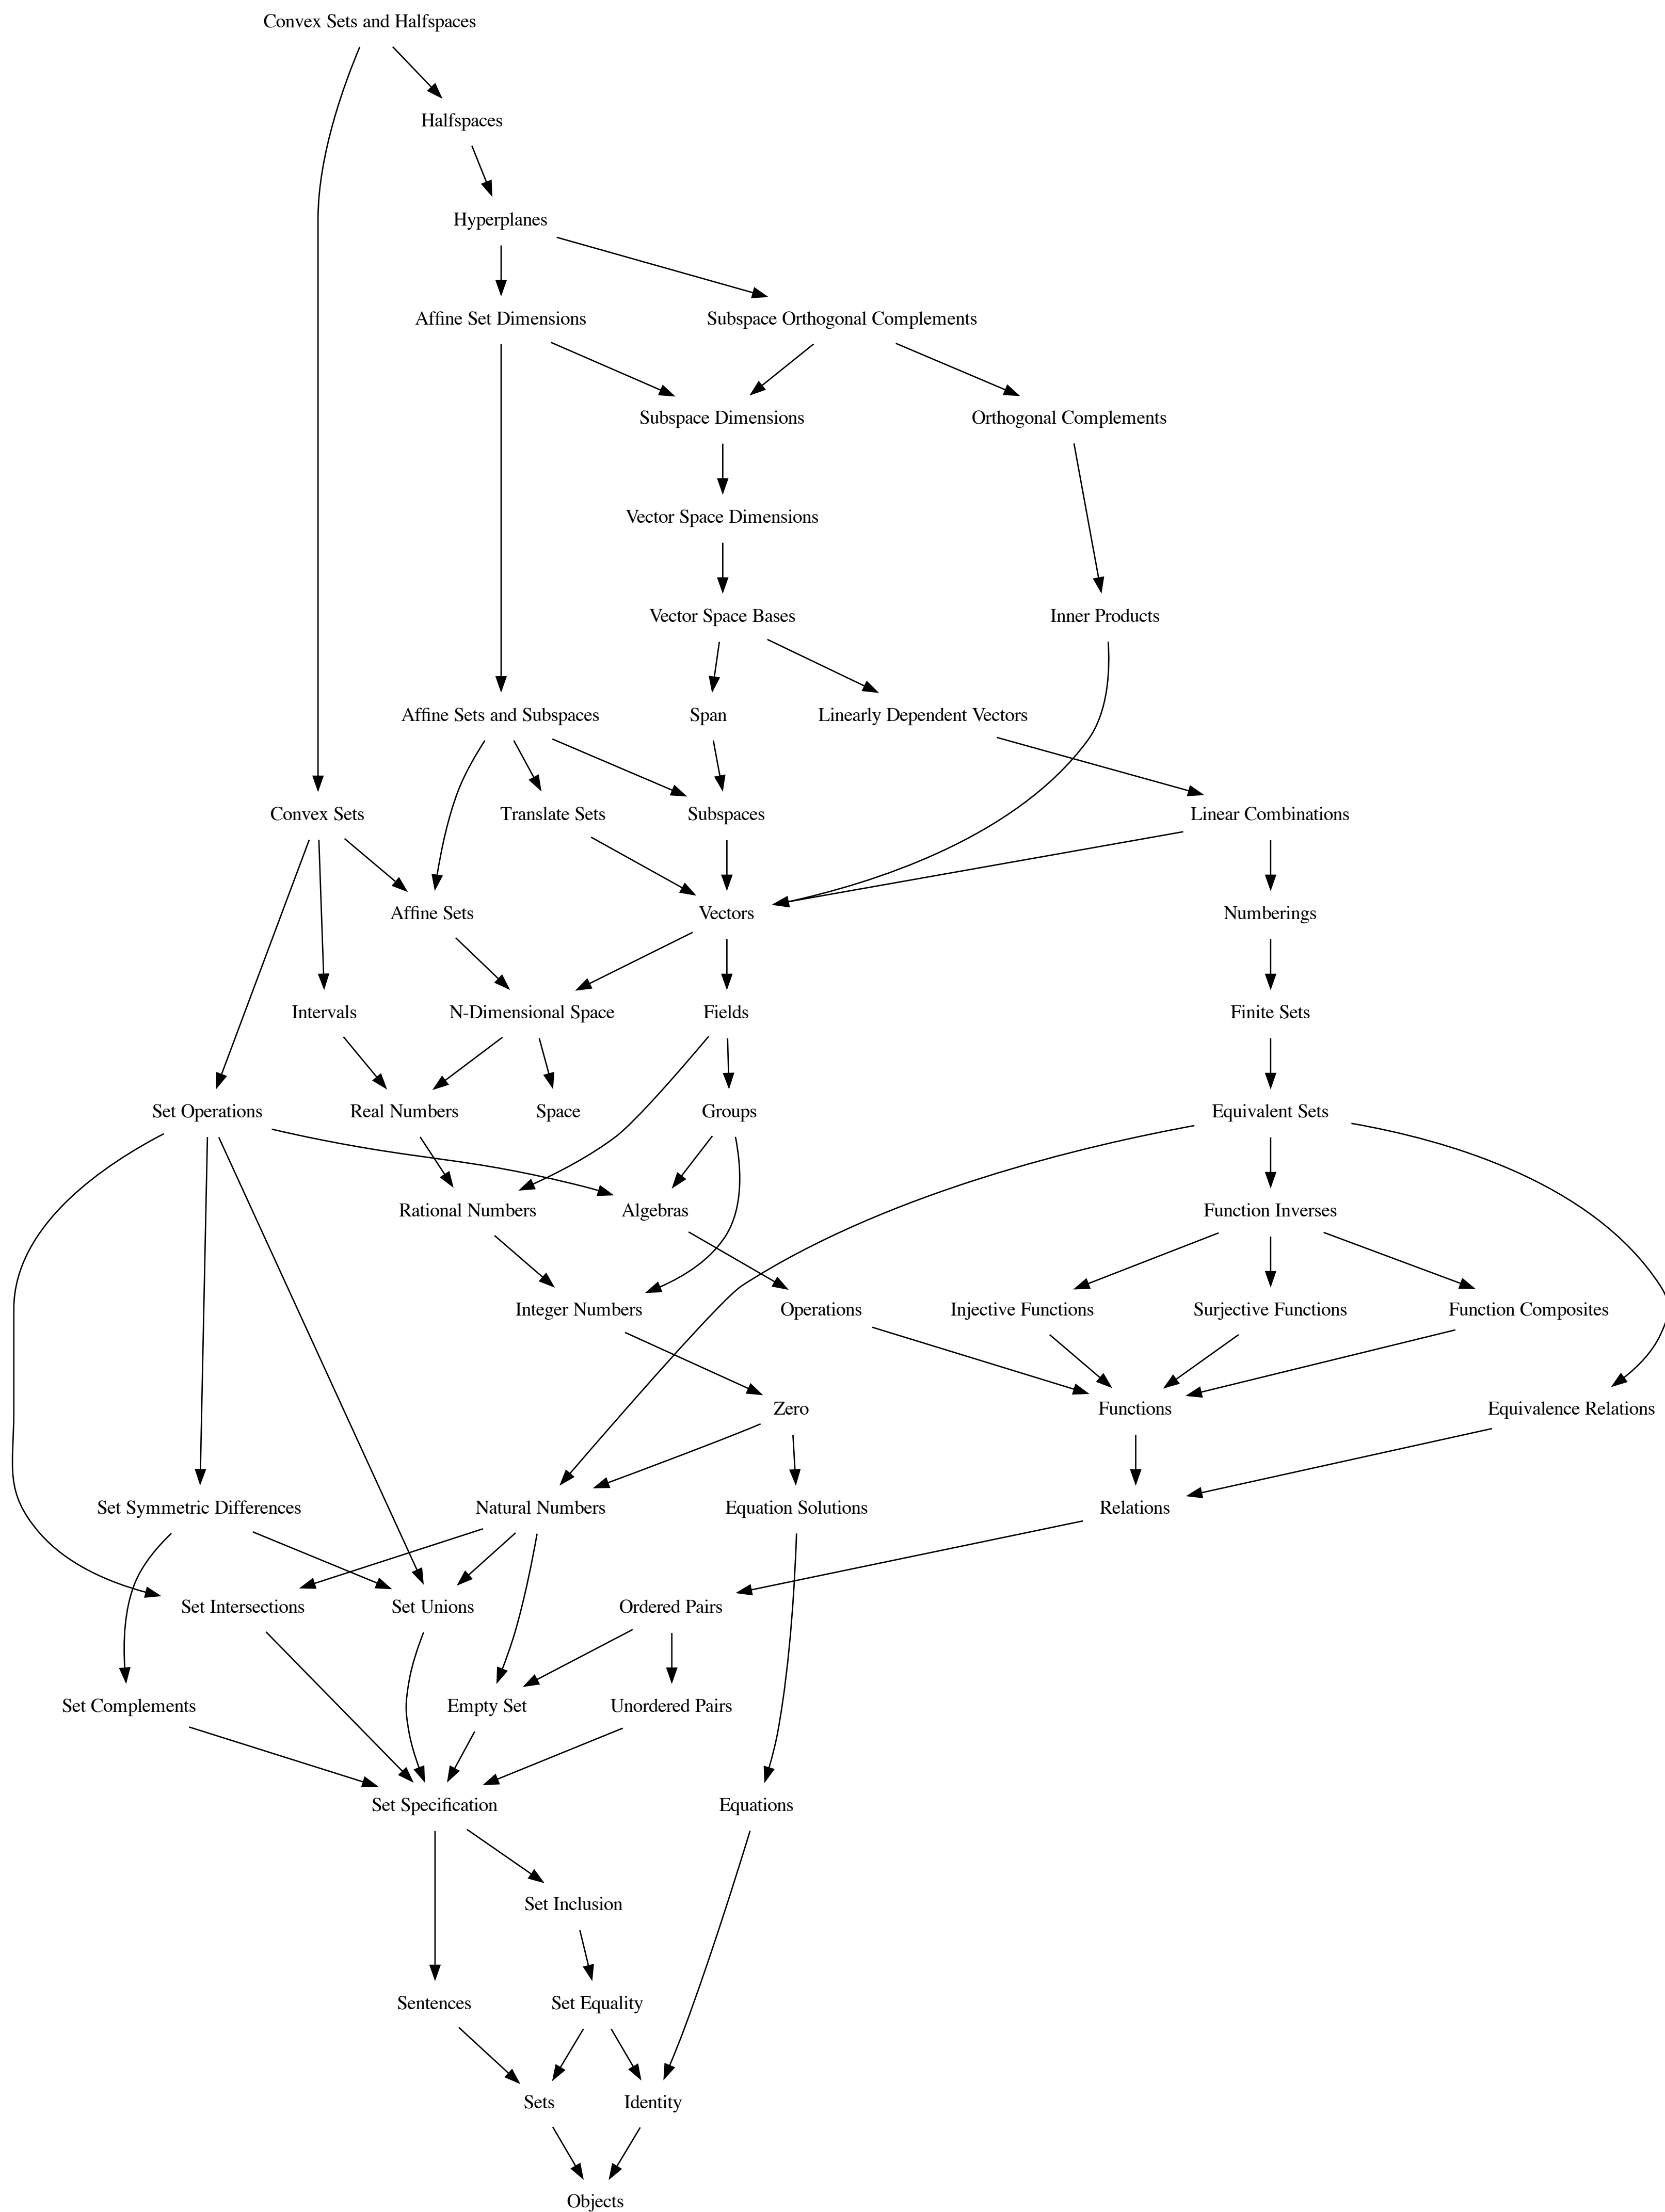 Convex Sets and Halfspaces
Halfspaces
Hyperplanes
Affine Set Dimensions
Subspace Orthogonal Complements
Subspace Dimensions
Orthogonal Complements
Vector Space Dimensions
Vector Space Bases
Inner Products
Affine Sets and Subspaces
Span
Linearly Dependent Vectors
Convex Sets
Translate Sets
Subspaces
Linear Combinations
Affine Sets
Vectors
Numberings
Intervals
N-Dimensional Space
Fields
Finite Sets
Set Operations
Real Numbers
Space
Groups
Equivalent Sets
Rational Numbers
Algebras
Function Inverses
Integer Numbers
Operations
Injective Functions
Surjective Functions
Function Composites
Zero
Functions
Equivalence Relations
Set Symmetric Differences
Natural Numbers
Equation Solutions
Relations
Set Intersections
Set Unions
Ordered Pairs
Set Complements
Empty Set
Unordered Pairs
Set Specification
Equations
Set Inclusion
Sentences
Set Equality
Sets
Identity
Objects